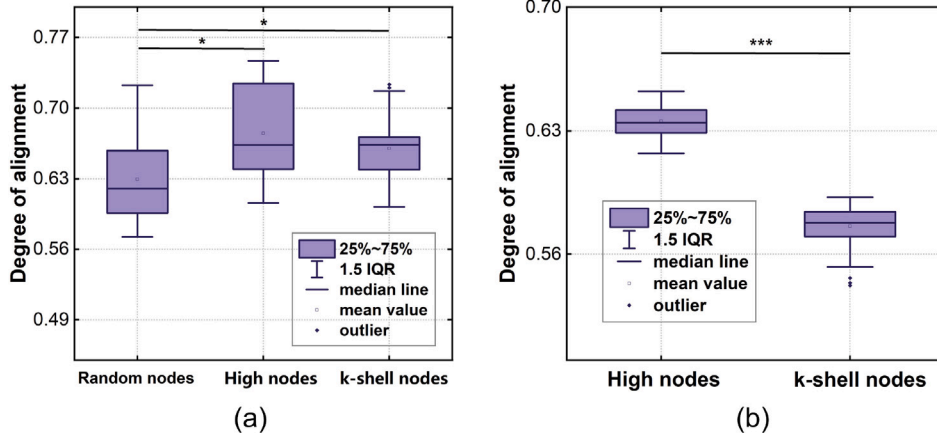 *
*
0.77
0.70
0.63
0.56
0.49
Degree of alignment
25%~75%
1.5 IQR
median line
mean value
outlier
Random nodes
High nodes
k-shell nodes
(a)
***
0.70
0.63
0.56
Degree of alignment
25%~75%
1.5 IQR
median line
mean value
outlier
High nodes
k-shell nodes
(b)